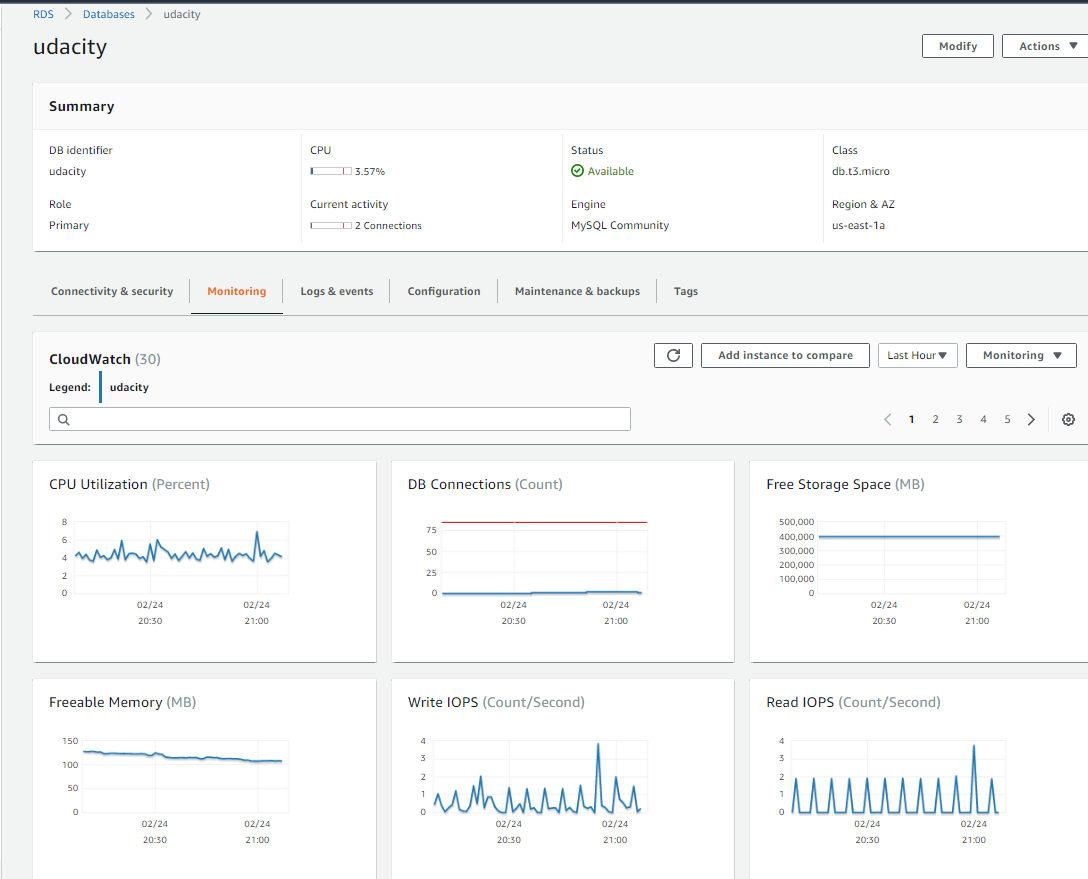 RDS > Databases > udacity
udacity
Modify
Actions ▼
Summary
DB identifier
udacity
CPU
3.57%
Status
Available
Class
db.t3.micro
Role
Primary
Current activity
2 Connections
Engine
MySQL Community
Region & AZ
us-east-1a
Connectivity & security
Monitoring
Logs & events
Configuration
Maintenance & backups
Tags
CloudWatch (30)
Add instance to compare
Last Hour ▼
Monitoring ▼
Legend: udacity
1 2 3 4 5
CPU Utilization (Percent)
8
6
4
2
0
02/24 02/24
20:30 21:00
DB Connections (Count)
75
50
25
0
02/24 02/24
20:30 21:00
Free Storage Space (MB)
500,000
400,000
300,000
200,000
100,000
0
02/24 02/24
20:30 21:00
Freeable Memory (MB)
150
100
50
0
02/24 02/24
20:30 21:00
Write IOPS (Count/Second)
4
3
2
1
0
02/24 02/24
20:30 21:00
Read IOPS (Count/Second)
4
3
2
1
0
02/24 02/24
20:30 21:00